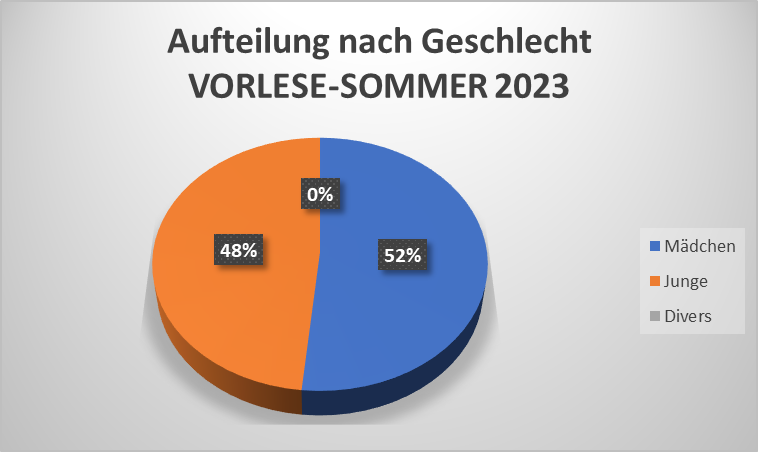 Aufteilung nach Geschlecht
VORLESE-SOMMER 2023
0%
48%
52%
Mädchen
Junge
Divers